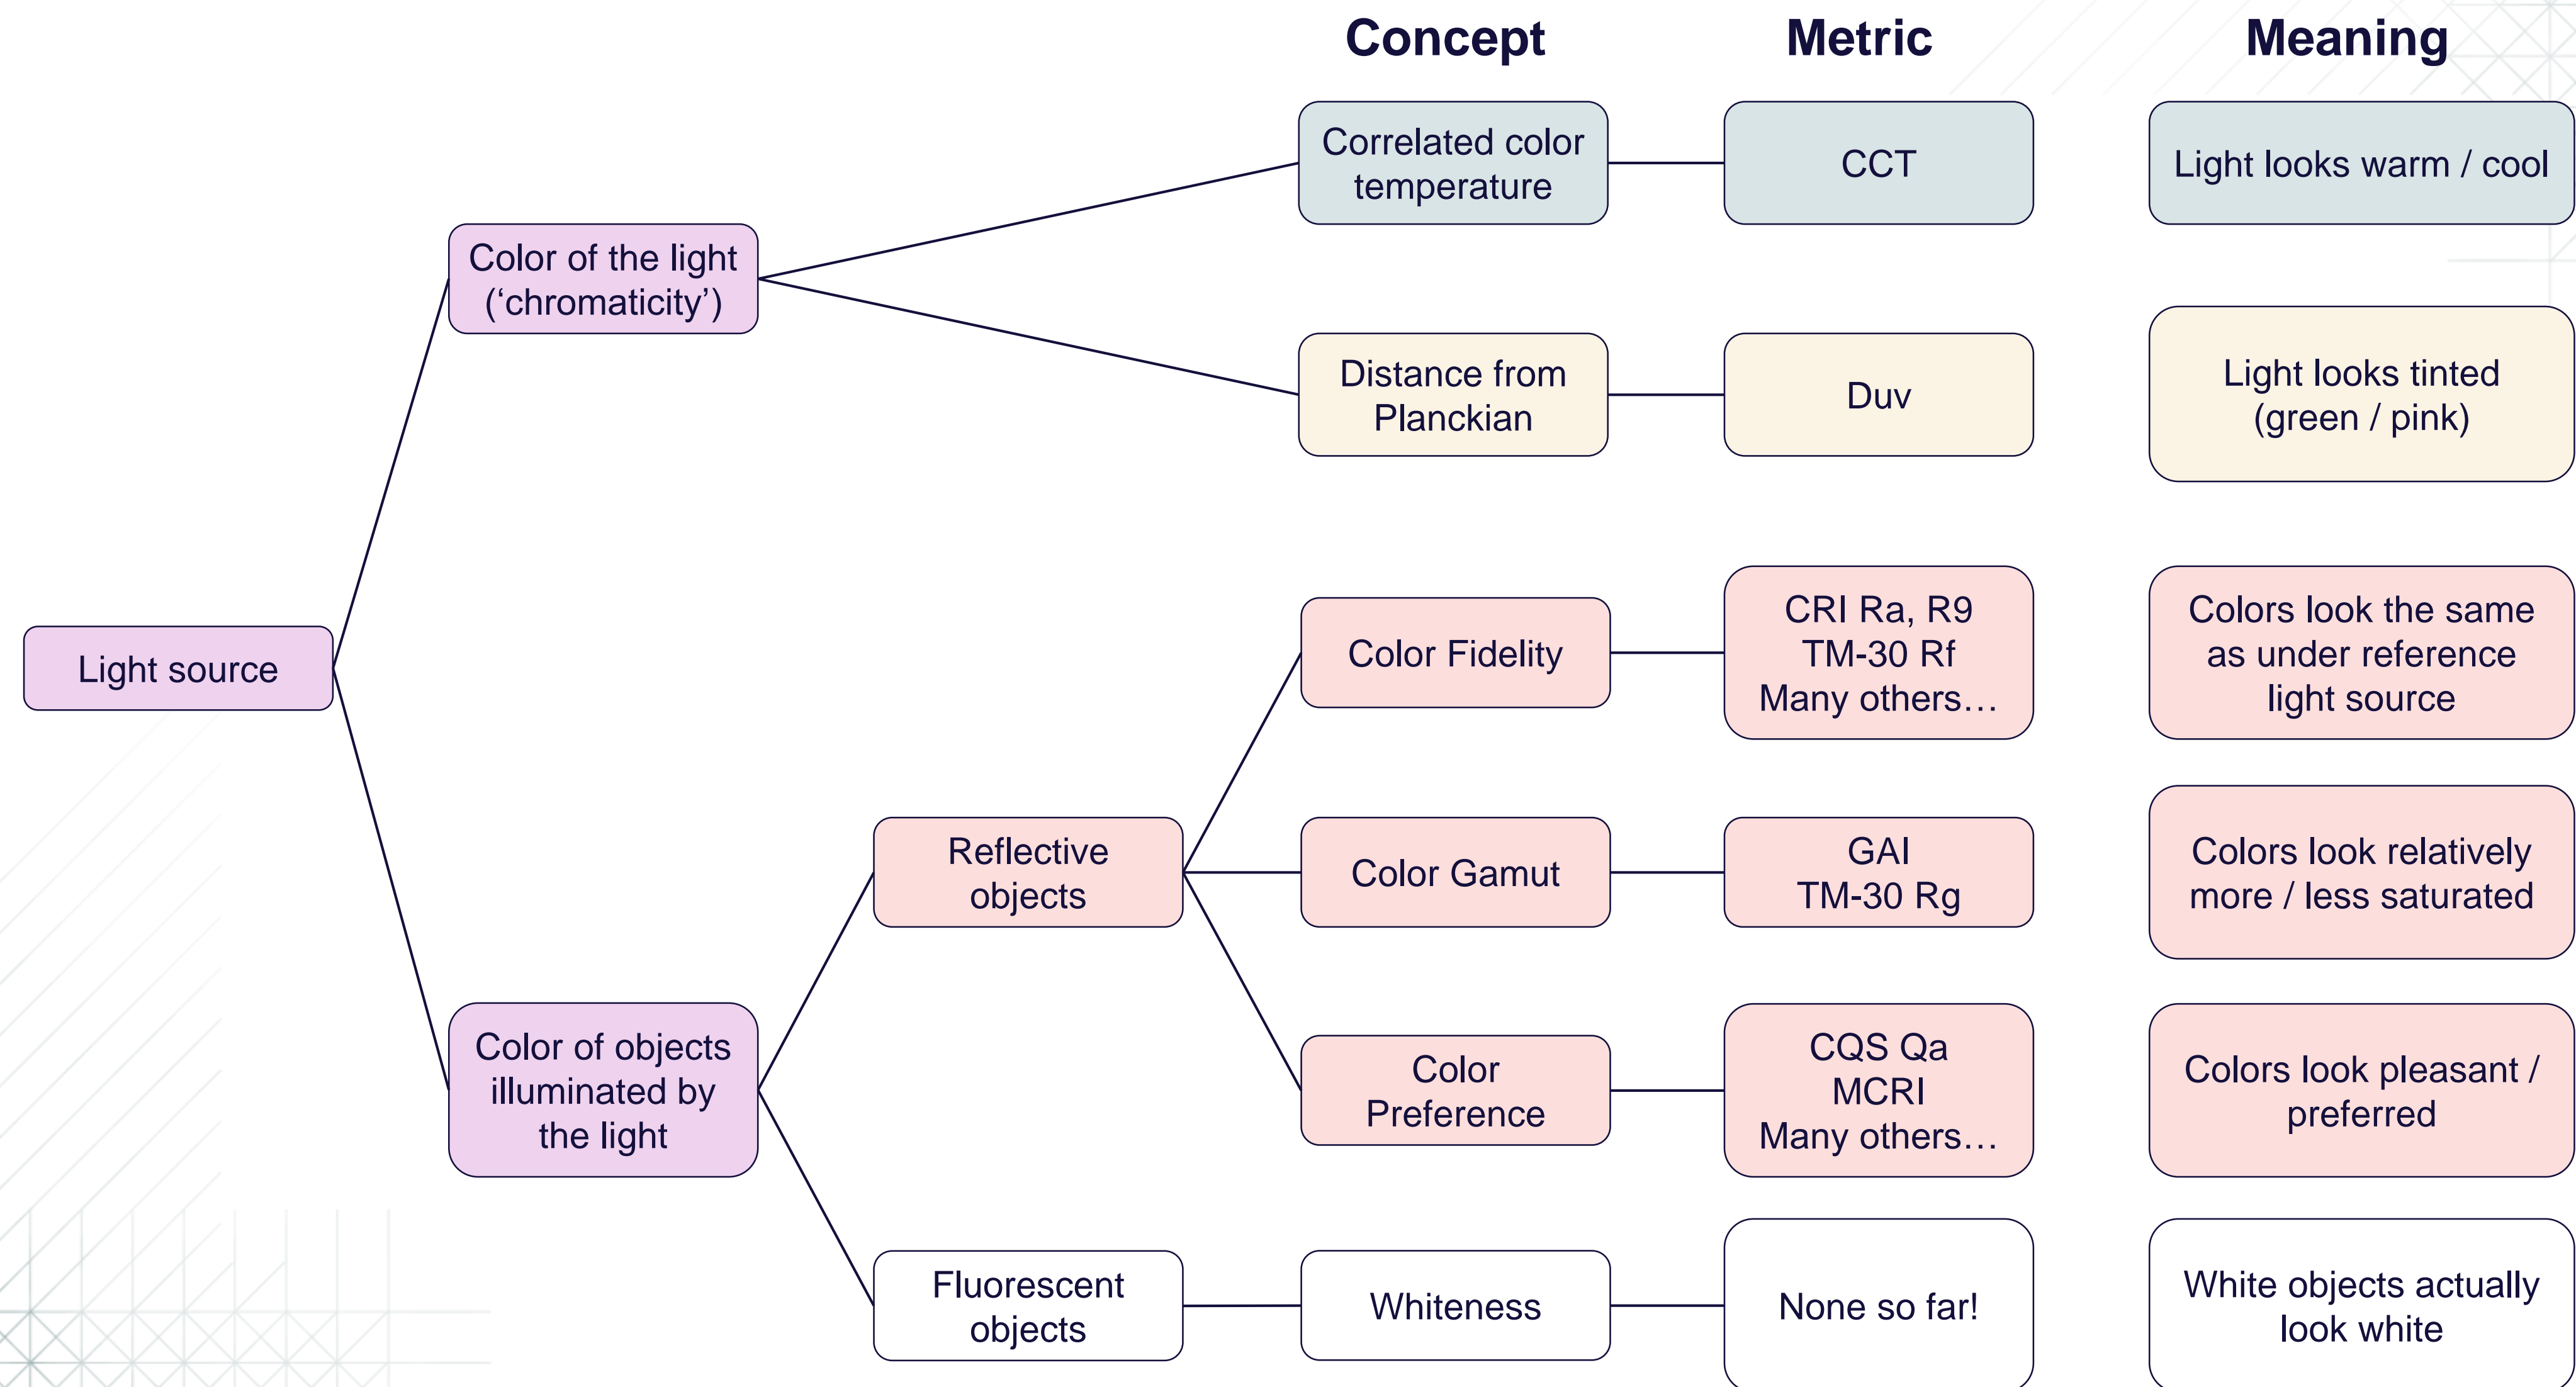 Concept
Metric
Meaning
Correlated color
temperature
CCT
Light looks warm / cool
Color of the light
(‘chromaticity’)
Distance from
Planckian
Duv
Light looks tinted
(green / pink)
Light source
Color Fidelity
CRI Ra, R9
TM-30 Rf
Many others…
Colors look the same
as under reference
light source
Reflective
objects
Color Gamut
GAI
TM-30 Rg
Colors look relatively
more / less saturated
Color of objects
illuminated by
the light
Color
Preference
CQS Qa
MCRI
Many others…
Colors look pleasant /
preferred
Fluorescent
objects
Whiteness
None so far!
White objects actually
look white